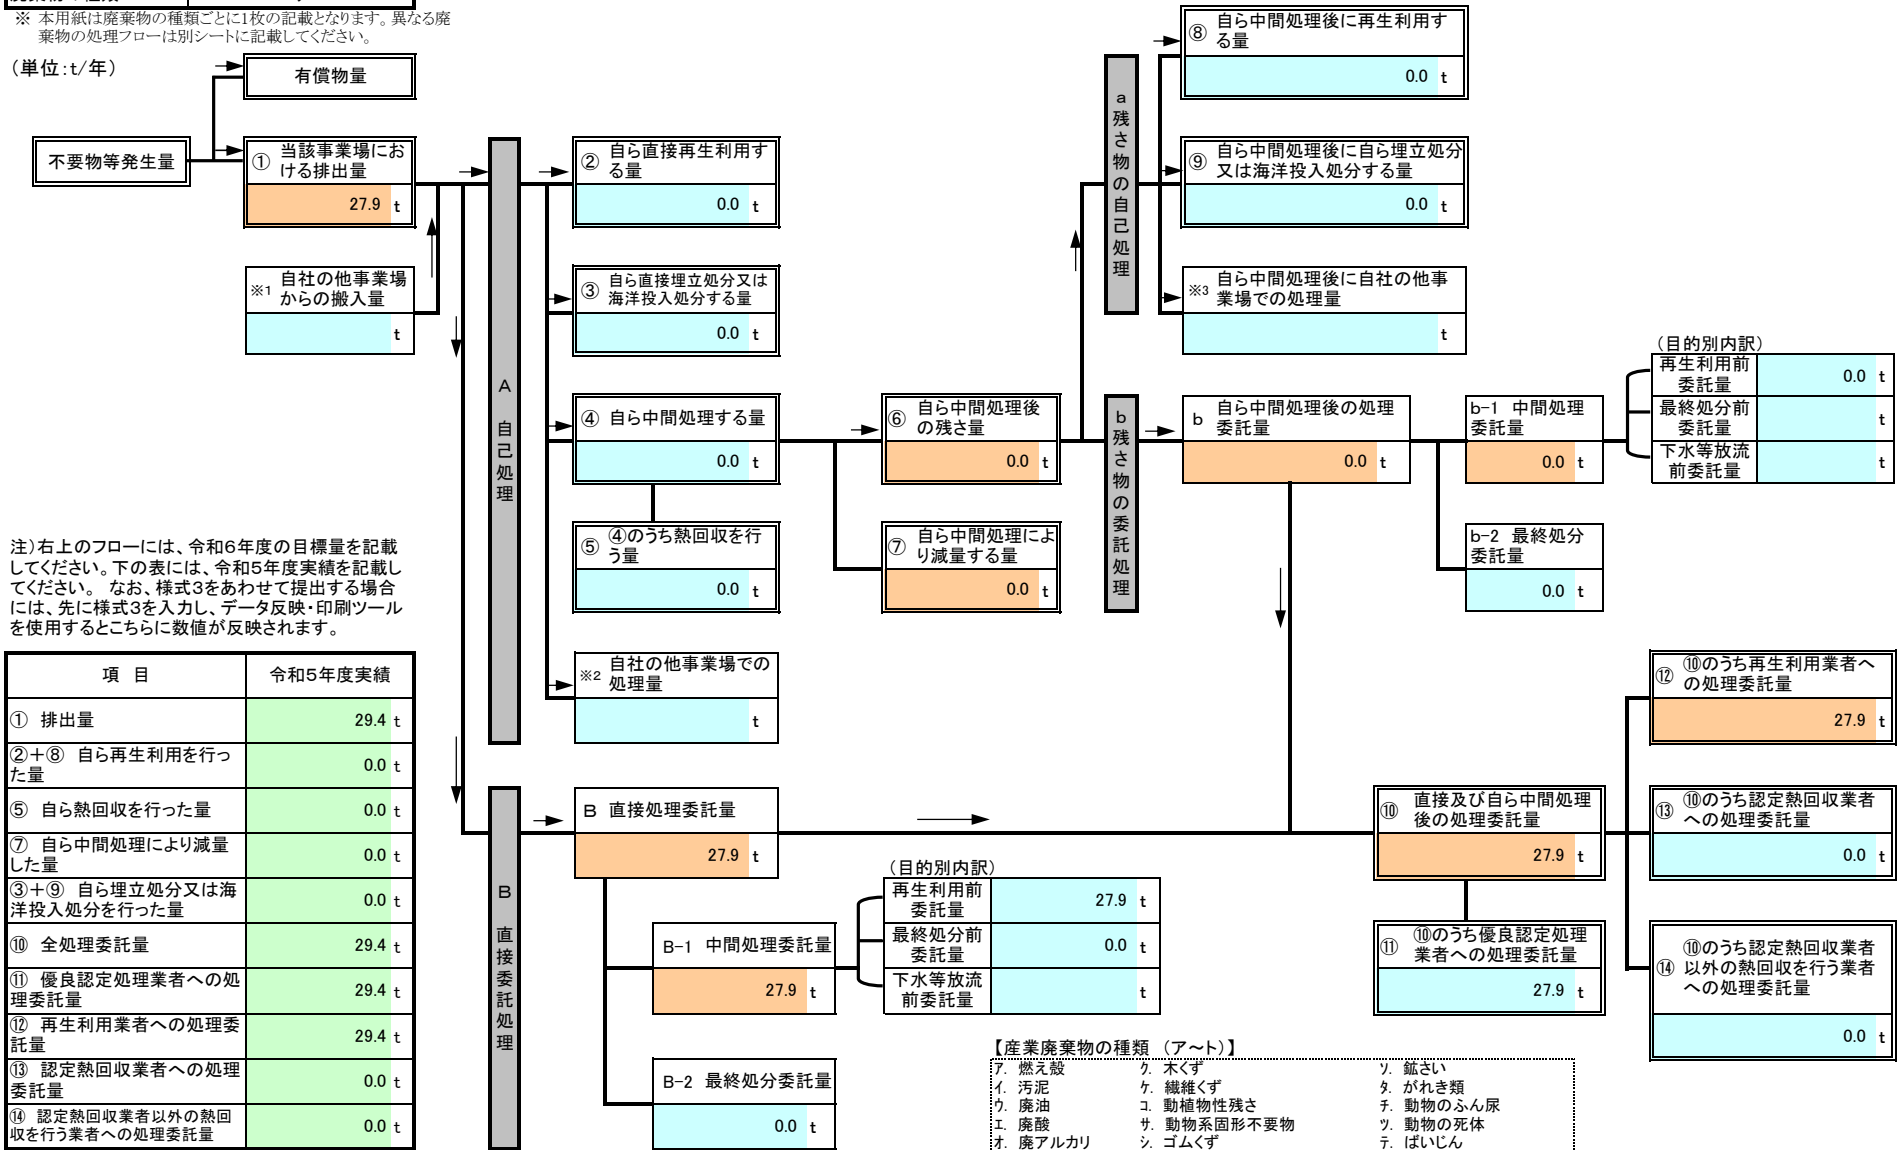 ※ 本用紙は廃棄物の種類ごとに1枚の記載となります。異なる廃
棄物の処理フローは別シートに記載してください。
（単位：t/年）
有償物量
不要物等発生量
① 当該事業場にお
ける排出量
27.9 t
※1 自社の他事業場
からの搬入量
t
A 自己処理
② 自ら直接再生利用す
る量
0.0 t
③ 自ら直接埋立処分又は
海洋投入処分する量
0.0 t
④ 自ら中間処理する量
0.0 t
⑤ ④のうち熱回収を行
う量
0.0 t
※2 自社の他事業場での
処理量
t
⑥ 自ら中間処理後
の残さ量
0.0 t
⑦ 自ら中間処理によ
り減量する量
0.0 t
a残さ物の自己処理
⑧ 自ら中間処理後に再生利用す
る量
0.0 t
⑨ 自ら中間処理後に自ら埋立処分
又は海洋投入処分する量
0.0 t
※3 自ら中間処理後に自社の他事
業場での処理量
t
b残さ物の委託処理
b 自ら中間処理後の処理
委託量
0.0 t
b-1 中間処理
委託量
0.0 t
b-2 最終処分
委託量
0.0 t
（目的別内訳）
再生利用前
委託量
0.0 t
最終処分前
委託量
t
下水等放流
前委託量
t
注）右上のフローには、令和6年度の目標量を記載
してください。下の表には、令和5年度実績を記載し
てください。 なお、様式3をあわせて提出する場合
には、先に様式3を入力し、データ反映・印刷ツール
を使用するとこちらに数値が反映されます。
項 目 令和5年度実績
① 排出量 29.4 t
②＋⑧ 自ら再生利用を行っ
た量
0.0 t
⑤ 自ら熱回収を行った量 0.0 t
⑦ 自ら中間処理により減量
した量
0.0 t
③＋⑨ 自ら埋立処分又は海
洋投入処分を行った量
0.0 t
⑩ 全処理委託量 29.4 t
⑪ 優良認定処理業者への処
理委託量
29.4 t
⑫ 再生利用業者への処理委
託量
29.4 t
⑬ 認定熱回収業者への処理
委託量
0.0 t
⑭ 認定熱回収業者以外の熱回
収を行う業者への処理委託量
0.0 t
B 直接委託処理
B 直接処理委託量
27.9 t
B-1 中間処理委託量
27.9 t
B-2 最終処分委託量
0.0 t
（目的別内訳）
再生利用前
委託量
27.9 t
最終処分前
委託量
0.0 t
下水等放流
前委託量
t
⑩ 直接及び自ら中間処理
後の処理委託量
27.9 t
⑪ ⑩のうち優良認定処理
業者への処理委託量
27.9 t
⑫ ⑩のうち再生利用業者へ
の処理委託量
27.9 t
⑬ ⑩のうち認定熱回収業者
への処理委託量
0.0 t
⑭ ⑩のうち認定熱回収業者
以外の熱回収を行う業者
への処理委託量
0.0 t
【産業廃棄物の種類 （ア～ト）】
ア. 燃え殻 ク. 木くず ソ. 鉱さい
イ. 汚泥 ケ. 繊維くず タ. がれき類
ウ. 廃油 コ. 動植物性残さ チ. 動物のふん尿
エ. 廃酸 サ. 動物系固形不要物 ツ. 動物の死体
オ. 廃アルカリ シ. ゴムくず テ. ばいじん